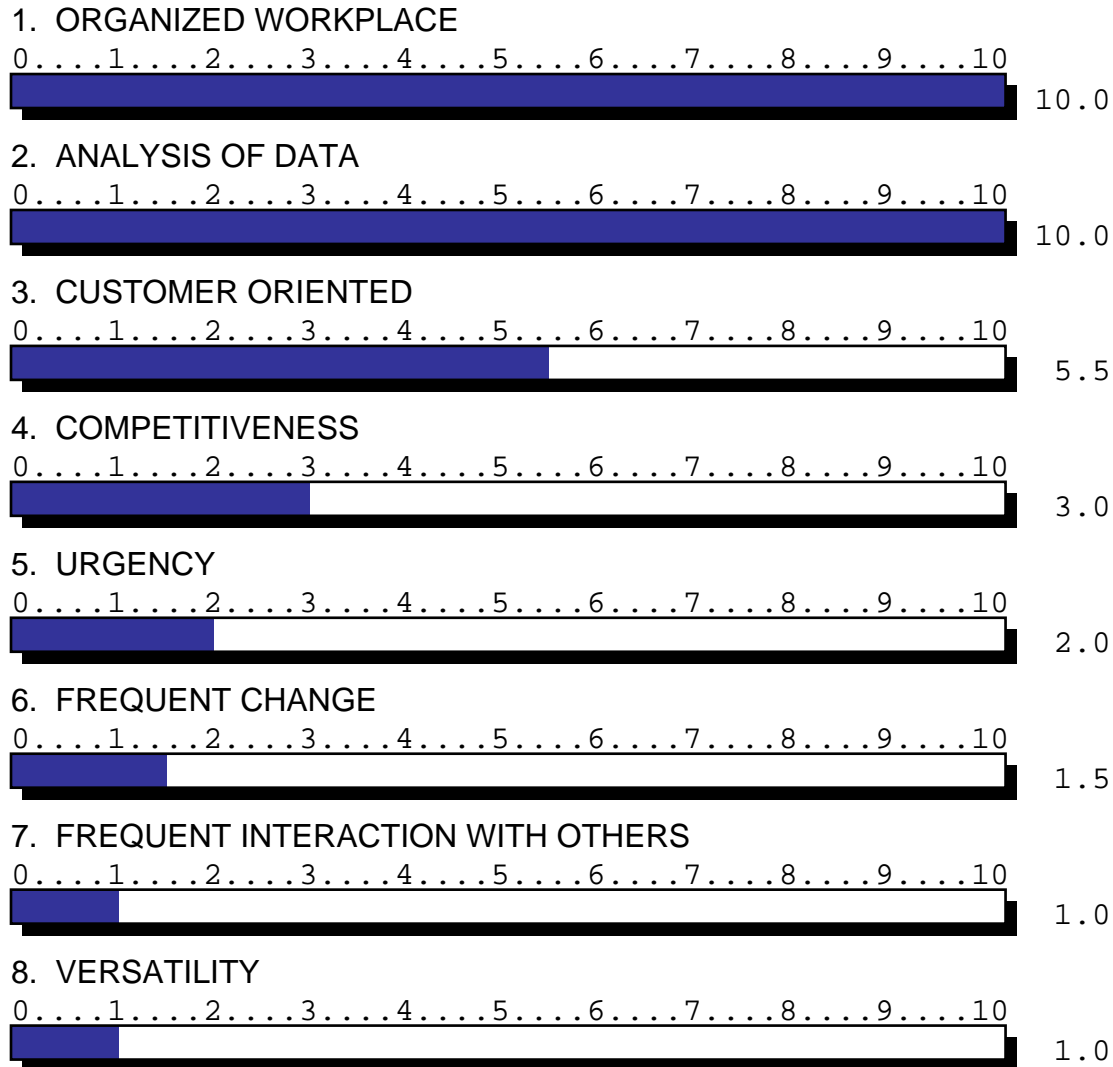 1. ORGANIZED WORKPLACE
0....1....2....3....4....5....6....7....8....9....10
10.0
2. ANALYSIS OF DATA
0....1....2....3....4....5....6....7....8....9....10
10.0
3. CUSTOMER ORIENTED
0....1....2....3....4....5....6....7....8....9....10
5.5
4. COMPETITIVENESS
0....1....2....3....4....5....6....7....8....9....10
3.0
5. URGENCY
0....1....2....3....4....5....6....7....8....9....10
2.0
6. FREQUENT CHANGE
0....1....2....3....4....5....6....7....8....9....10
1.5
7. FREQUENT INTERACTION WITH OTHERS
0....1....2....3....4....5....6....7....8....9....10
1.0
8. VERSATILITY
0....1....2....3....4....5....6....7....8....9....10
1.0